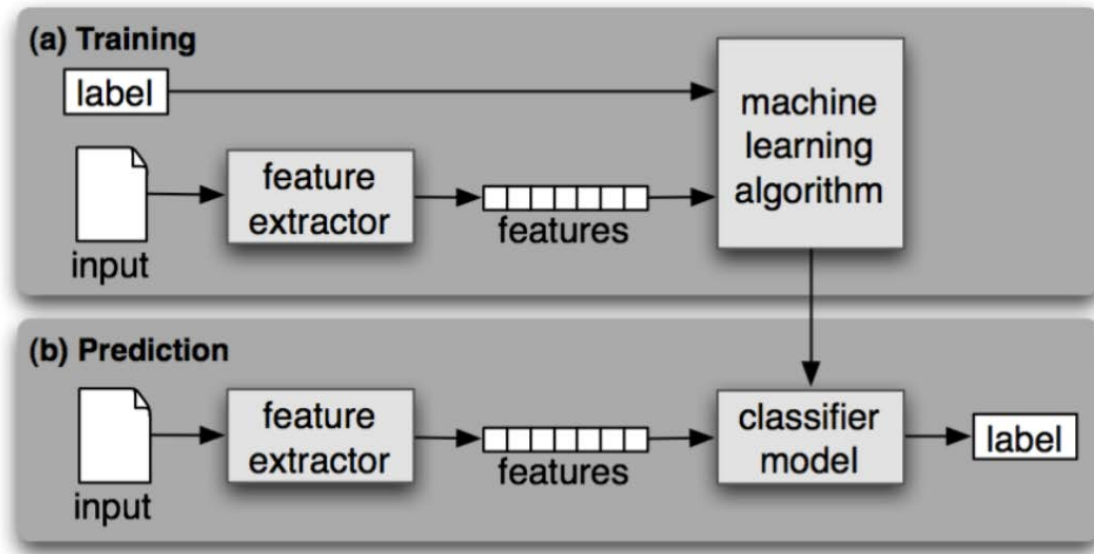 (a) Training
label
machine
learning
algorithm
feature
extractor
features
input
(b) Prediction
feature
extractor
features
classifier
model
label
input